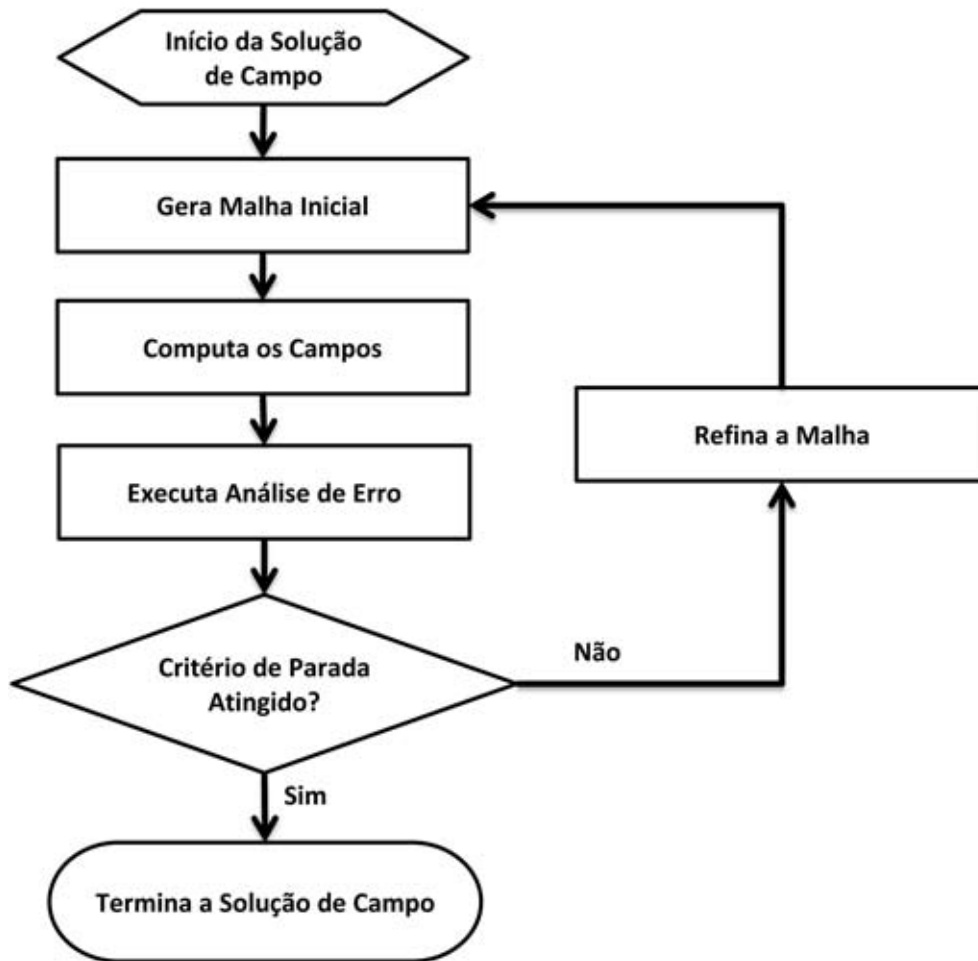 Início da Solução
de Campo
Gera Malha Inicial
Computa os Campos
Refina a Malha
Executa Análise de Erro
Critério de Parada
Atingido?
Não
Sim
Termina a Solução de Campo